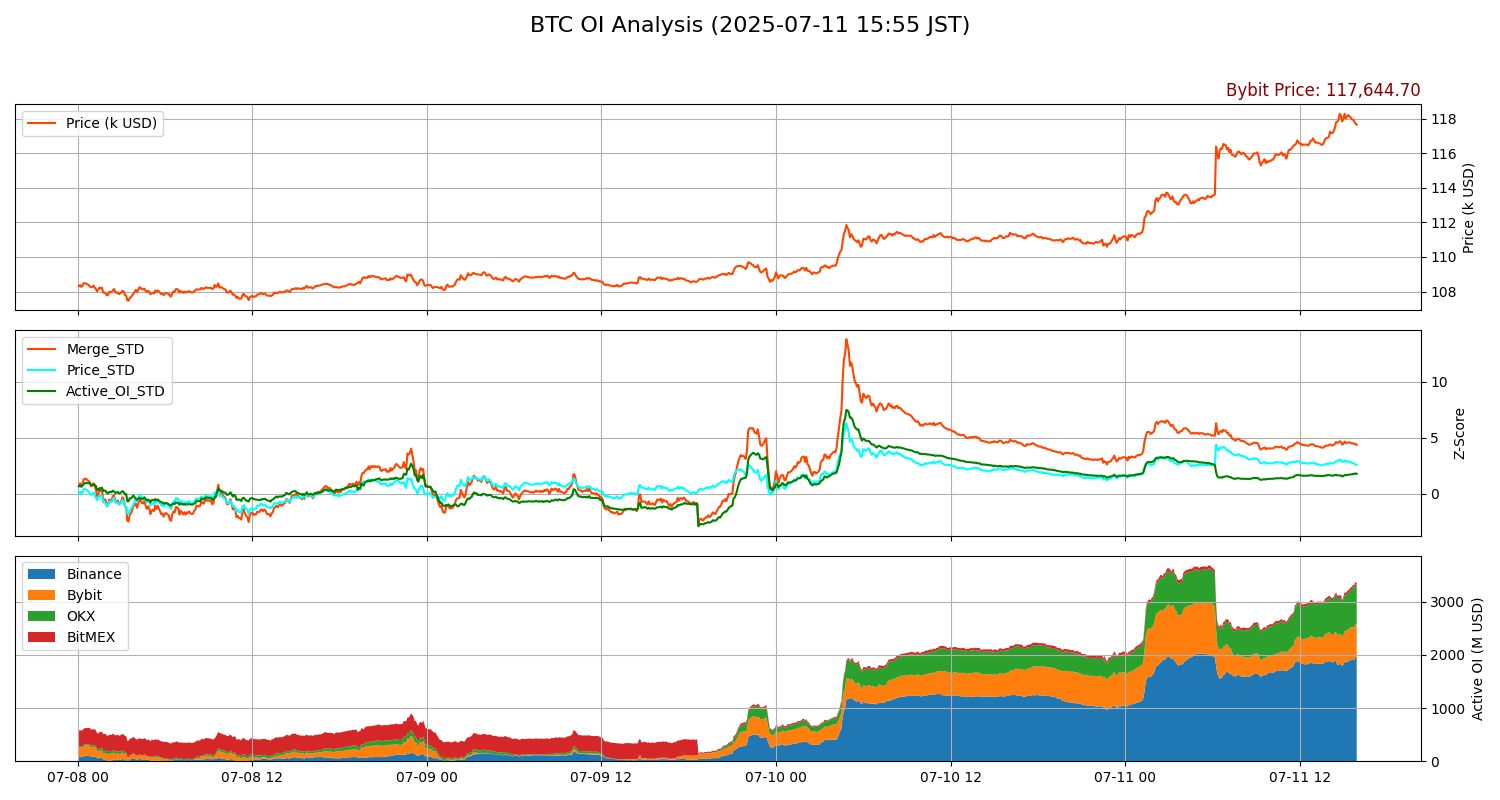 BTC OI Analysis (2025-07-11 15:55 JST)
Bybit Price: 117,644.70
Price (k USD)
118
116
114
112
110
108
Price (k USD)
Merge_STD
Price_STD
Active_OI_STD
10
5
0
Z-Score
Binance
Bybit
OKX
BitMEX
3000
2000
1000
0
Active OI (M USD)
07-08 00
07-08 12
07-09 00
07-09 12
07-10 00
07-10 12
07-11 00
07-11 12